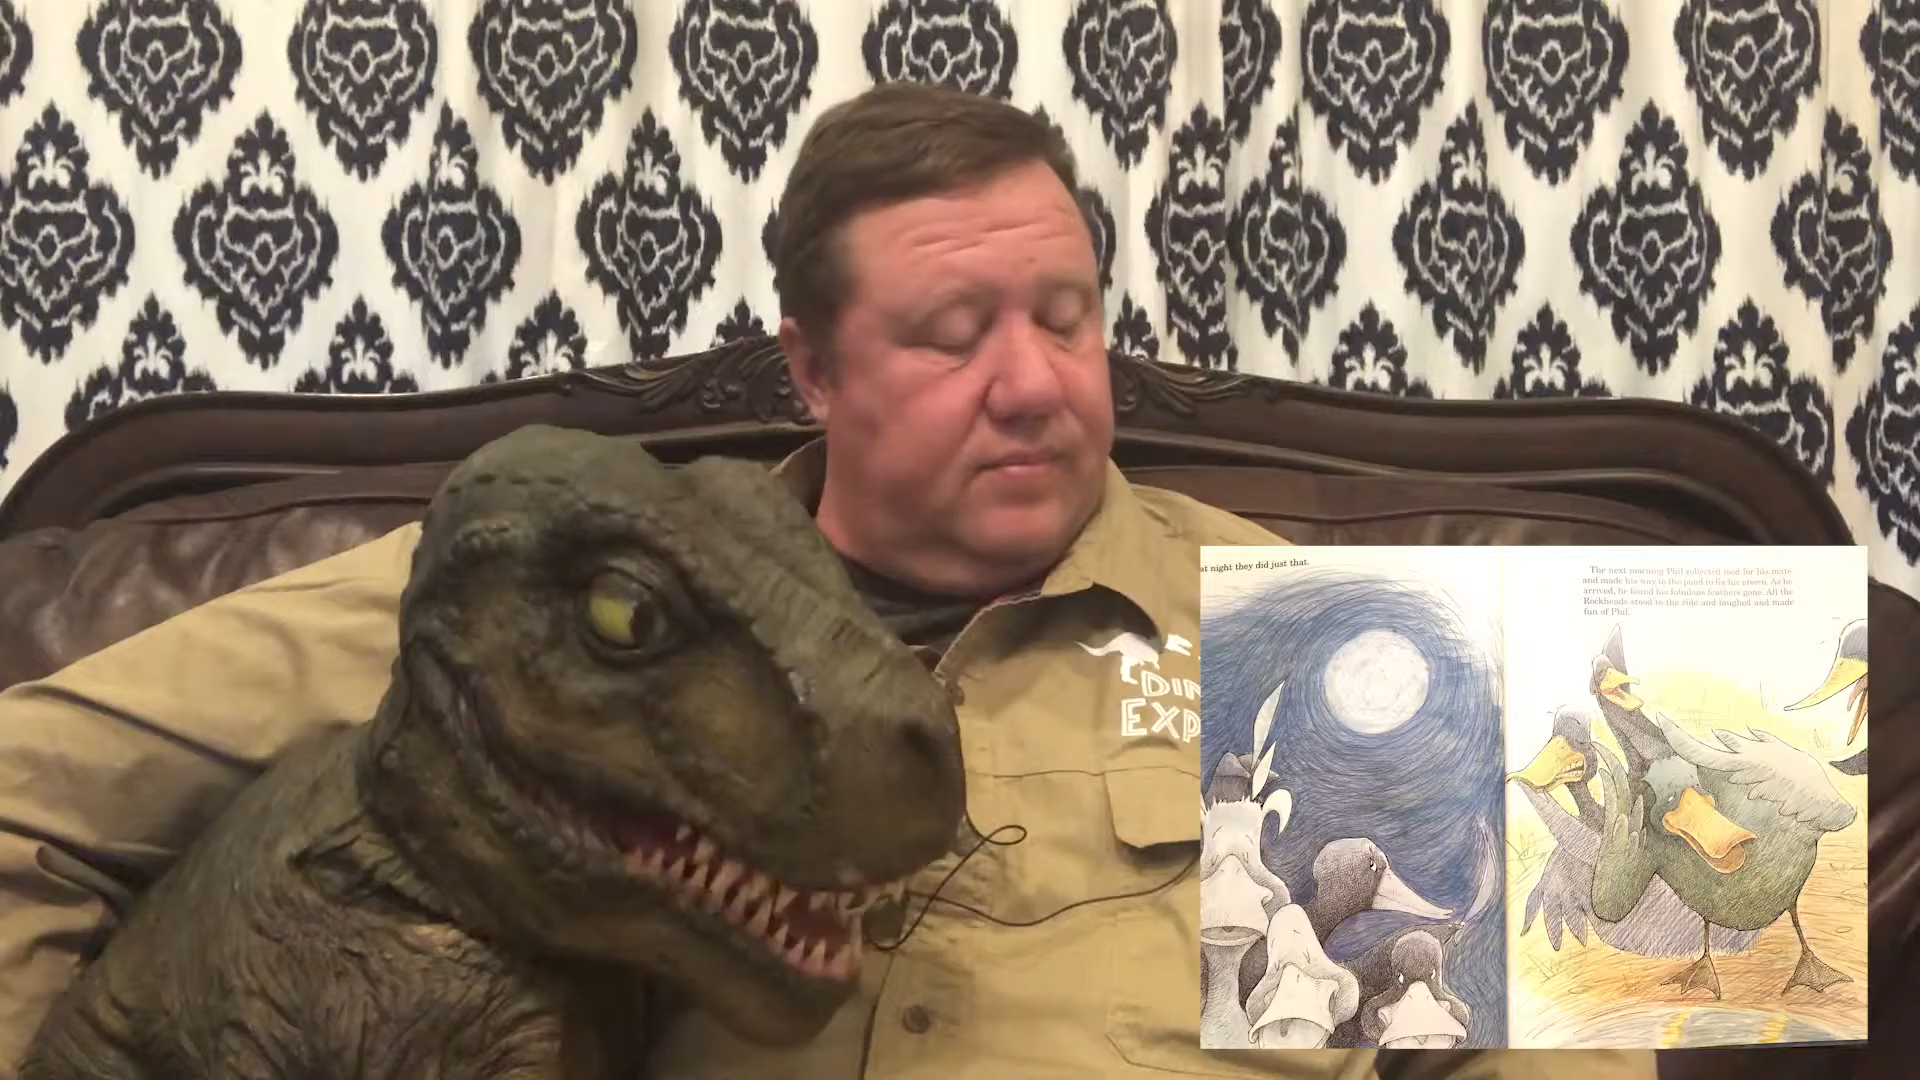 DIN
EXP
at night they did just that.
The next morning Phil collected food for his mate
and made his way to the pond to fix his crown. As he
arrived, he found his fabulous feathers gone. All the
Rockheads stood to the side and laughed and made
fun of Phil.